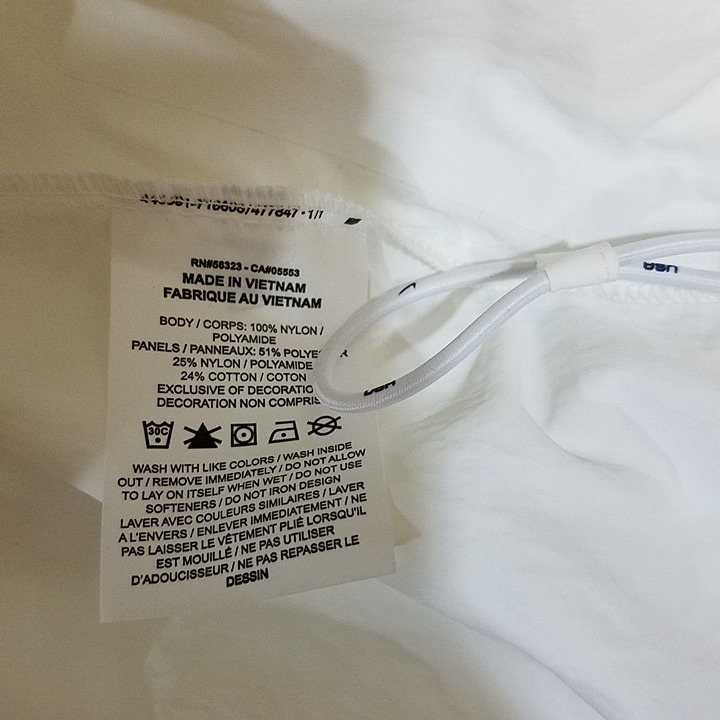 RN#56323 - CA#05553
MADE IN VIETNAM
FABRIQUE AU VIETNAM
BODY / CORPS: 100% NYLON /
POLYAMIDE
PANELS / PANNEAUX: 51%
25% NYLON / POLYAMIDE
24% COTTON / COTON
EXCLUSIVE OF
DECORATION NON COMPRIS
30C
WASH WITH LIKE COLORS / WASH INSIDE
OUT / REMOVE IMMEDIATELY / DO NOT ALLOW
TO LAY ON ITSELF WHEN WET / DO NOT USE
SOFTENERS / DO NOT IRON DESIGN
LAVER AVEC COULEURS SIMILAIRES / LAVER
A L'ENVERS / ENLEVER IMMEDIATEMENT / NE
PAS LAISSER LE VÊTEMENT PLIÉ LORSQU'IL
EST MOUILLÉ / NE PAS UTILISER
D'ADOUCISSEUR / NE PAS REPASSER LE
DESSIN
USA
USA